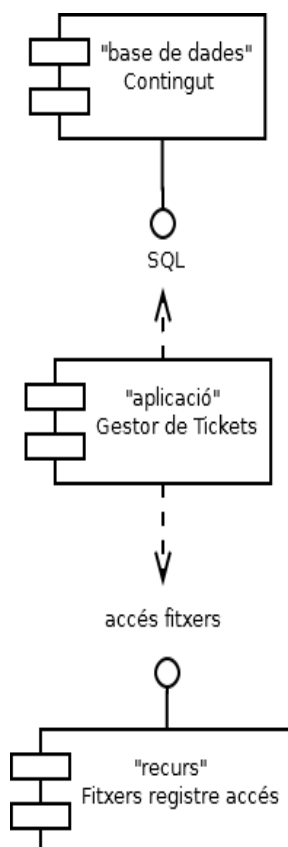 "base de dades"
Contingut
SQL
"aplicació"
Gestor de Tickets
accés fitxers
"recurs"
Fitxers registre accés